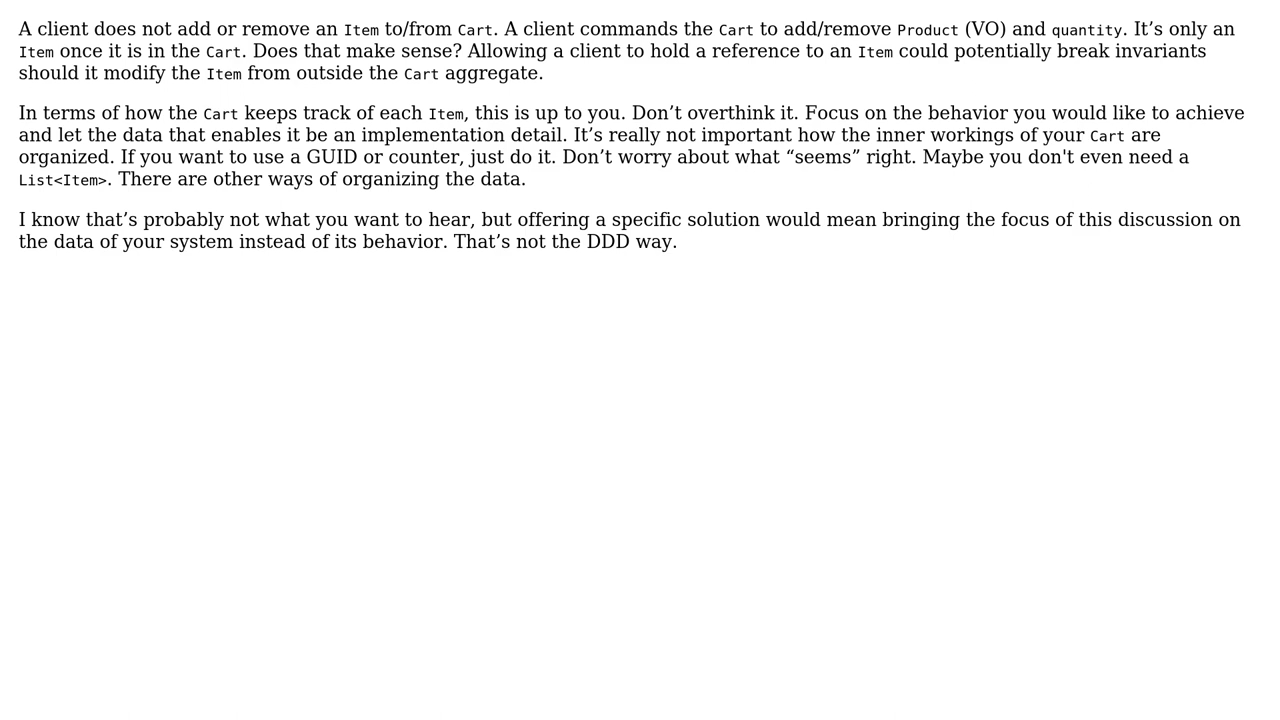 A client does not add or remove an Item to/from Cart. A client commands the Cart to add/remove Product (VO) and quantity. It’s only an
Item once it is in the Cart. Does that make sense? Allowing a client to hold a reference to an Item could potentially break invariants
should it modify the Item from outside the Cart aggregate.
In terms of how the Cart keeps track of each Item, this is up to you. Don’t overthink it. Focus on the behavior you would like to achieve
and let the data that enables it be an implementation detail. It’s really not important how the inner workings of your Cart are
organized. If you want to use a GUID or counter, just do it. Don’t worry about what “seems” right. Maybe you don't even need a
List<Item>. There are other ways of organizing the data.
I know that’s probably not what you want to hear, but offering a specific solution would mean bringing the focus of this discussion on
the data of your system instead of its behavior. That’s not the DDD way.